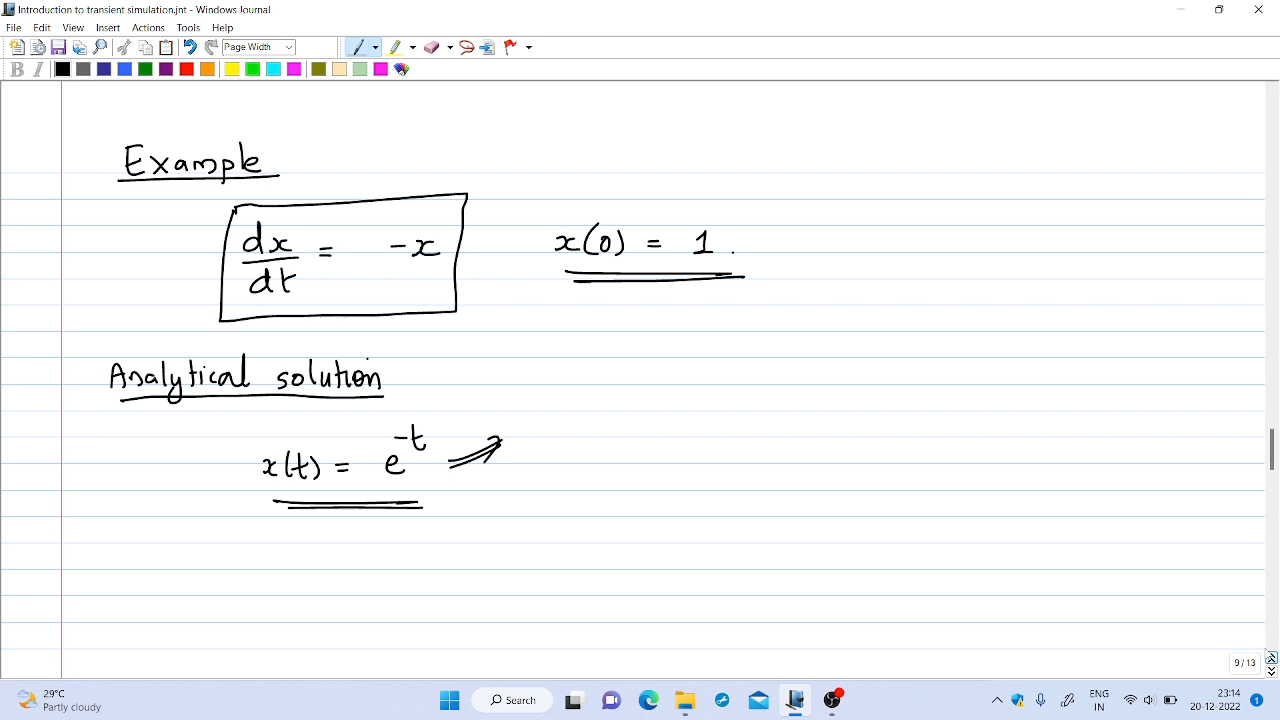 Introduction to transient simulation.jnt - Windows Journal
File Edit View Insert Actions Tools Help
Page Width
B I
Example
dx/dt = -x x(0) = 1.
Analytical solution
x(t) = e^-t
9/13
29°C
Partly cloudy
Search
ENG
IN
23:14
20-12-2022
1